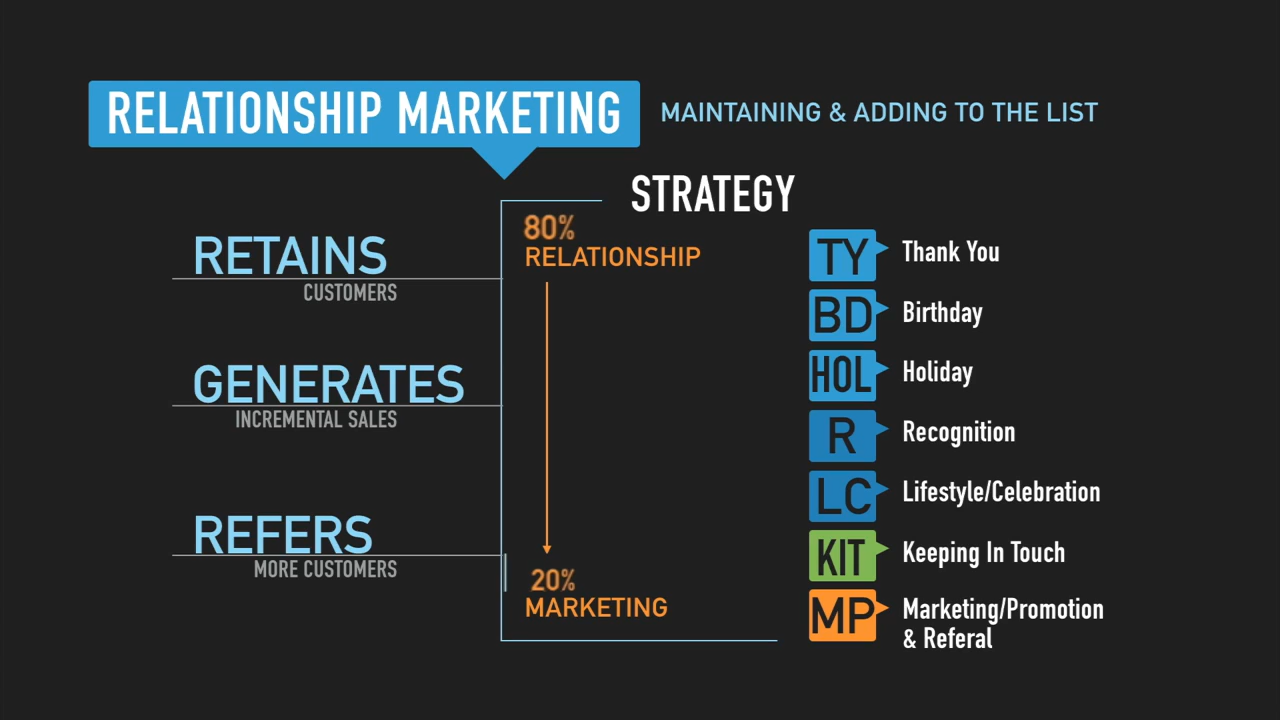 RELATIONSHIP MARKETING
MAINTAINING & ADDING TO THE LIST
RETAINS
CUSTOMERS
GENERATES
INCREMENTAL SALES
REFERS
MORE CUSTOMERS
STRATEGY
80%
RELATIONSHIP
20%
MARKETING
TY Thank You
BD Birthday
HOL Holiday
R Recognition
LC Lifestyle/Celebration
KIT Keeping In Touch
MP Marketing/Promotion
& Referal